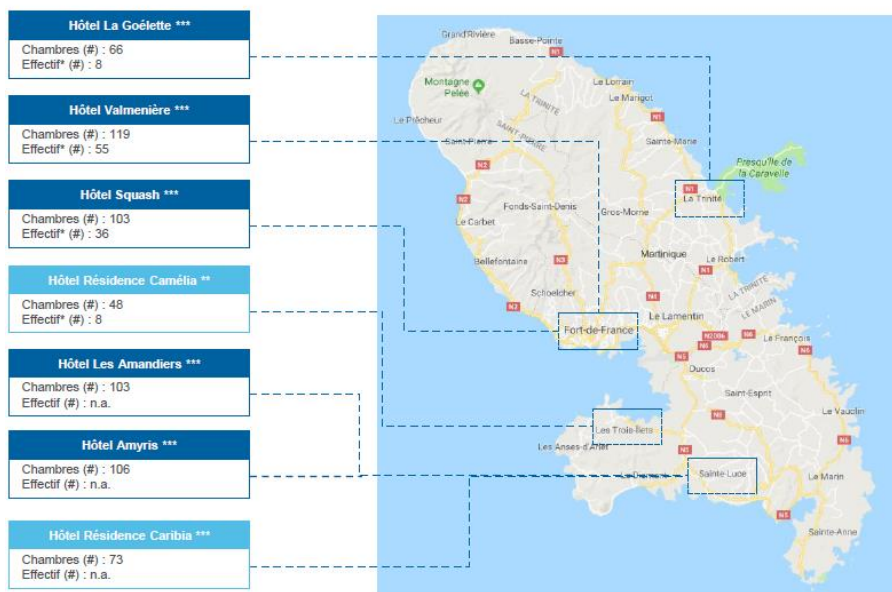 Hôtel La Goélette ***
Chambres (#) : 66
Effectif* (#) : 8
Hôtel Valmenière ***
Chambres (#) : 119
Effectif* (#) : 55
Hôtel Squash ***
Chambres (#) : 103
Effectif* (#) : 36
Hôtel Résidence Camélia **
Chambres (#) : 48
Effectif* (#) : 8
Hôtel Les Amandiers ***
Chambres (#) : 103
Effectif (#) : n.a.
Hôtel Amyris ***
Chambres (#) : 106
Effectif (#) : n.a.
Hôtel Résidence Caribia ***
Chambres (#) : 73
Effectif (#) : n.a.
Grand'Rivière
Basse-Pointe
N1
Montagne
Pelée
Le Lorrain
LA TRINITÉ
Le Marigot
Le Prêcheur
N1
Saint-Pierre
SAINT-PIERRE
Sainte-Marie
N2
Presqu'île de
la Caravelle
N1
La Trinité
N2
Fonds-Saint-Denis
Gros-Morne
Le Carbet
Martinique
Bellefontaine
N3
Le Robert
N1
LA TRINITÉ
LE MARIN
Schoelcher
N1
N2
Le Lamentin
Fort-de-France
N6
Le François
N5
N6
Ducos
Saint-Esprit
Le Vauclin
N6
Les Trois-Îlets
Les Anses-d'Arlet
N5
N6
Le Diamant
Sainte-Luce
Le Marin
N5
Sainte-Anne